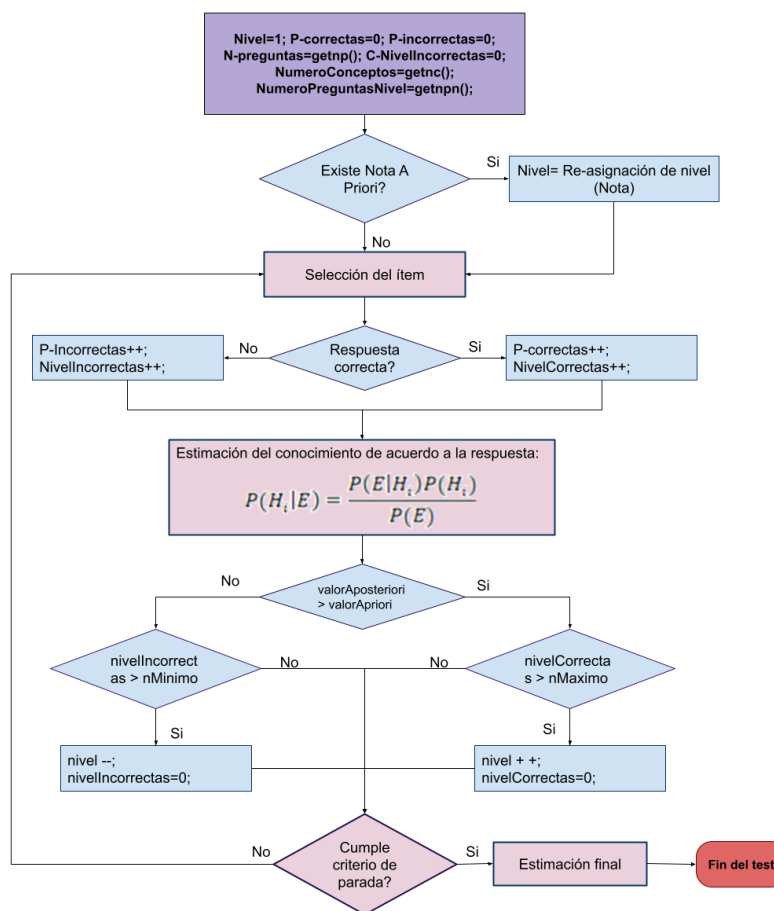 Nivel=1; P-correctas=0; P-incorrectas=0;
N-preguntas=getnp(); C-NivelIncorrectas=0;
NumeroConceptos=getnc();
NumeroPreguntasNivel=getnpn();
Existe Nota A
Priori?
Si
Nivel= Re-asignación de nivel
(Nota)
No
Selección del ítem
P-Incorrectas++;
NivelIncorrectas++;
No
Respuesta
correcta?
Si
P-correctas++;
NivelCorrectas++;
Estimación del conocimiento de acuerdo a la respuesta:
P(H_i|E) = P(E|H_i)P(H_i) / P(E)
No
valorAposteriori
> valorApriori
Si
nivelIncorrect
as > nMinimo
No
No
nivelCorrecta
s > nMaximo
Si
Si
nivel --;
nivelIncorrectas=0;
nivel + +;
nivelCorrectas=0;
No
Cumple
criterio de
parada?
Si
Estimación final
Fin del test